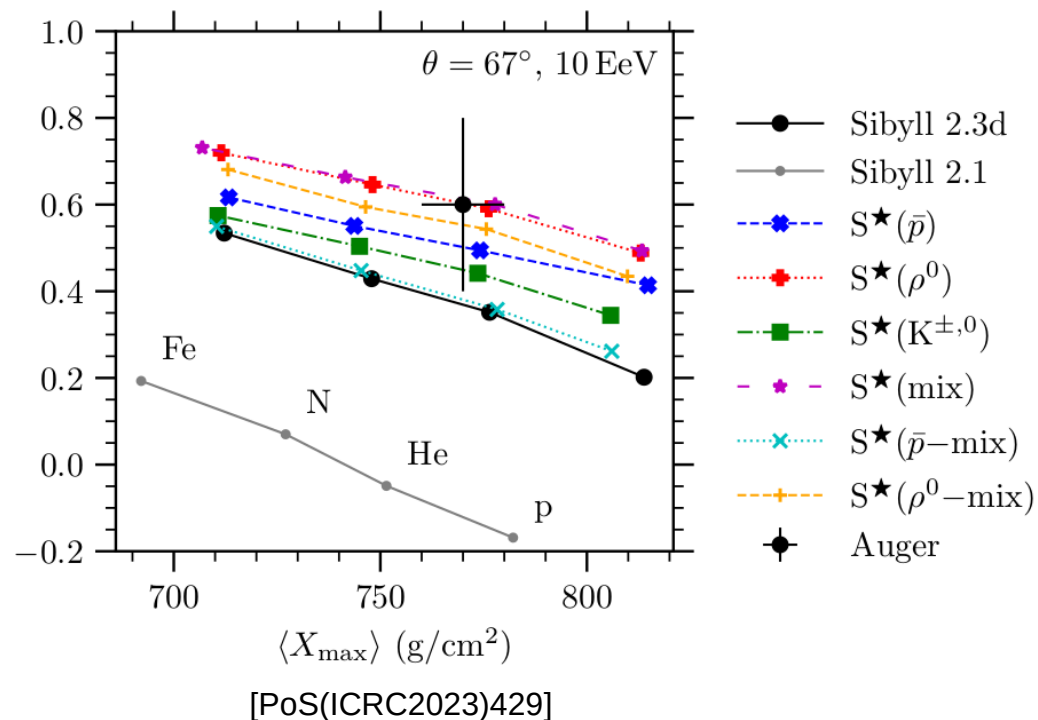 1.0
0.8
0.6
0.4
0.2
0.0
−0.2
θ = 67°, 10 EeV
Fe
N
He
p
700 750 800
⟨Xmax⟩ (g/cm²)
Sibyll 2.3d
Sibyll 2.1
S★(p̄)
S★(ρ⁰)
S★(K±,⁰)
S★(mix)
S★(p̄−mix)
S★(ρ⁰−mix)
Auger
[PoS(ICRC2023)429]